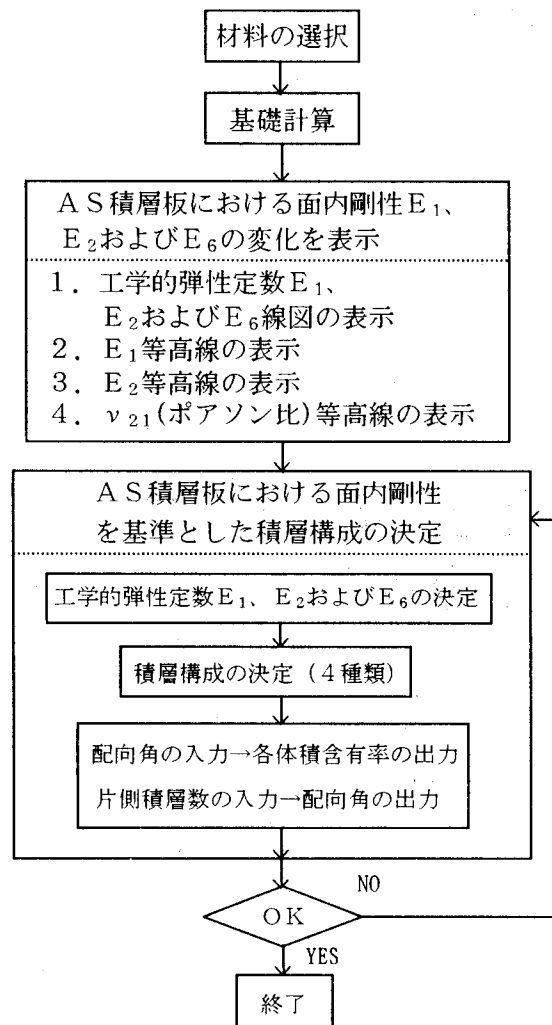 材料の選択
基礎計算
AS積層板における面内剛性E₁、
E₂およびE₆の変化を表示
1．工学的弾性定数E₁、
E₂およびE₆線図の表示
2．E₁等高線の表示
3．E₂等高線の表示
4．ν₂₁(ポアソン比)等高線の表示
AS積層板における面内剛性
を基準とした積層構成の決定
工学的弾性定数E₁、E₂およびE₆の決定
積層構成の決定（4種類）
配向角の入力→各体積含有率の出力
片側積層数の入力→配向角の出力
NO
OK
YES
終了